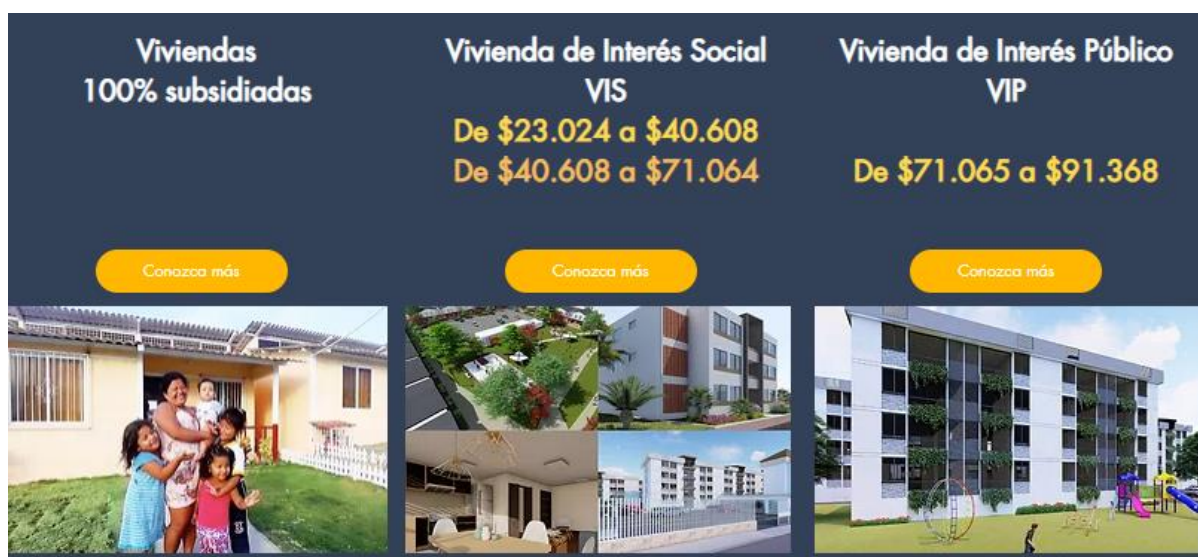 Viviendas
100% subsidiadas
Conozca más
Vivienda de Interés Social
VIS
De $23.024 a $40.608
De $40.608 a $71.064
Conozca más
Vivienda de Interés Público
VIP
De $71.065 a $91.368
Conozca más